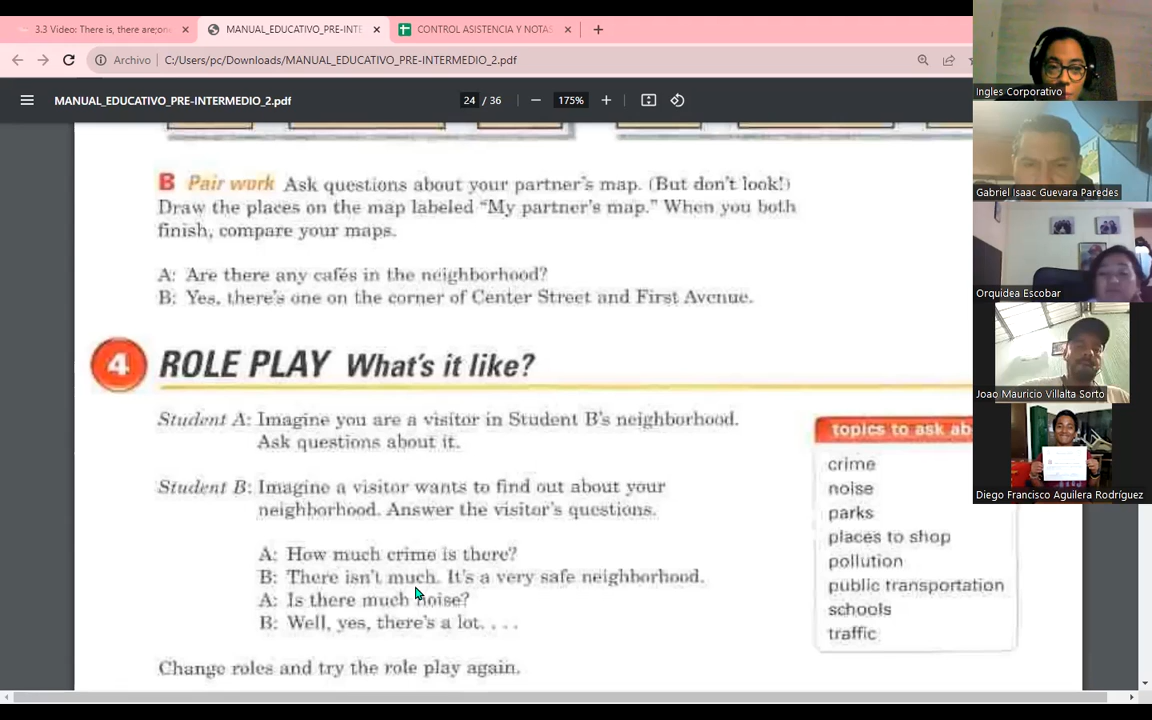 3.3 Video: There is, there are;one
MANUAL_EDUCATIVO_PRE-INTE
CONTROL ASISTENCIA Y NOTAS
Archivo
C:/Users/pc/Downloads/MANUAL_EDUCATIVO_PRE-INTERMEDIO_2.pdf
MANUAL_EDUCATIVO_PRE-INTERMEDIO_2.pdf
24 / 36
175%
B Pair work Ask questions about your partner's map. (But don't look!)
Draw the places on the map labeled "My partner's map." When you both
finish, compare your maps.
A: Are there any cafés in the neighborhood?
B: Yes, there's one on the corner of Center Street and First Avenue.
4 ROLE PLAY What's it like?
Student A: Imagine you are a visitor in Student B's neighborhood.
Ask questions about it.
Student B: Imagine a visitor wants to find out about your
neighborhood. Answer the visitor's questions.
A: How much crime is there?
B: There isn't much. It's a very safe neighborhood.
A: Is there much noise?
B: Well, yes, there's a lot. . . .
Change roles and try the role play again.
topics to ask ab
crime
noise
parks
places to shop
pollution
public transportation
schools
traffic
Ingles Corporativo
Gabriel Isaac Guevara Paredes
Orquidea Escobar
Joao Mauricio Villalta Sorto
Diego Francisco Aguilera Rodríguez